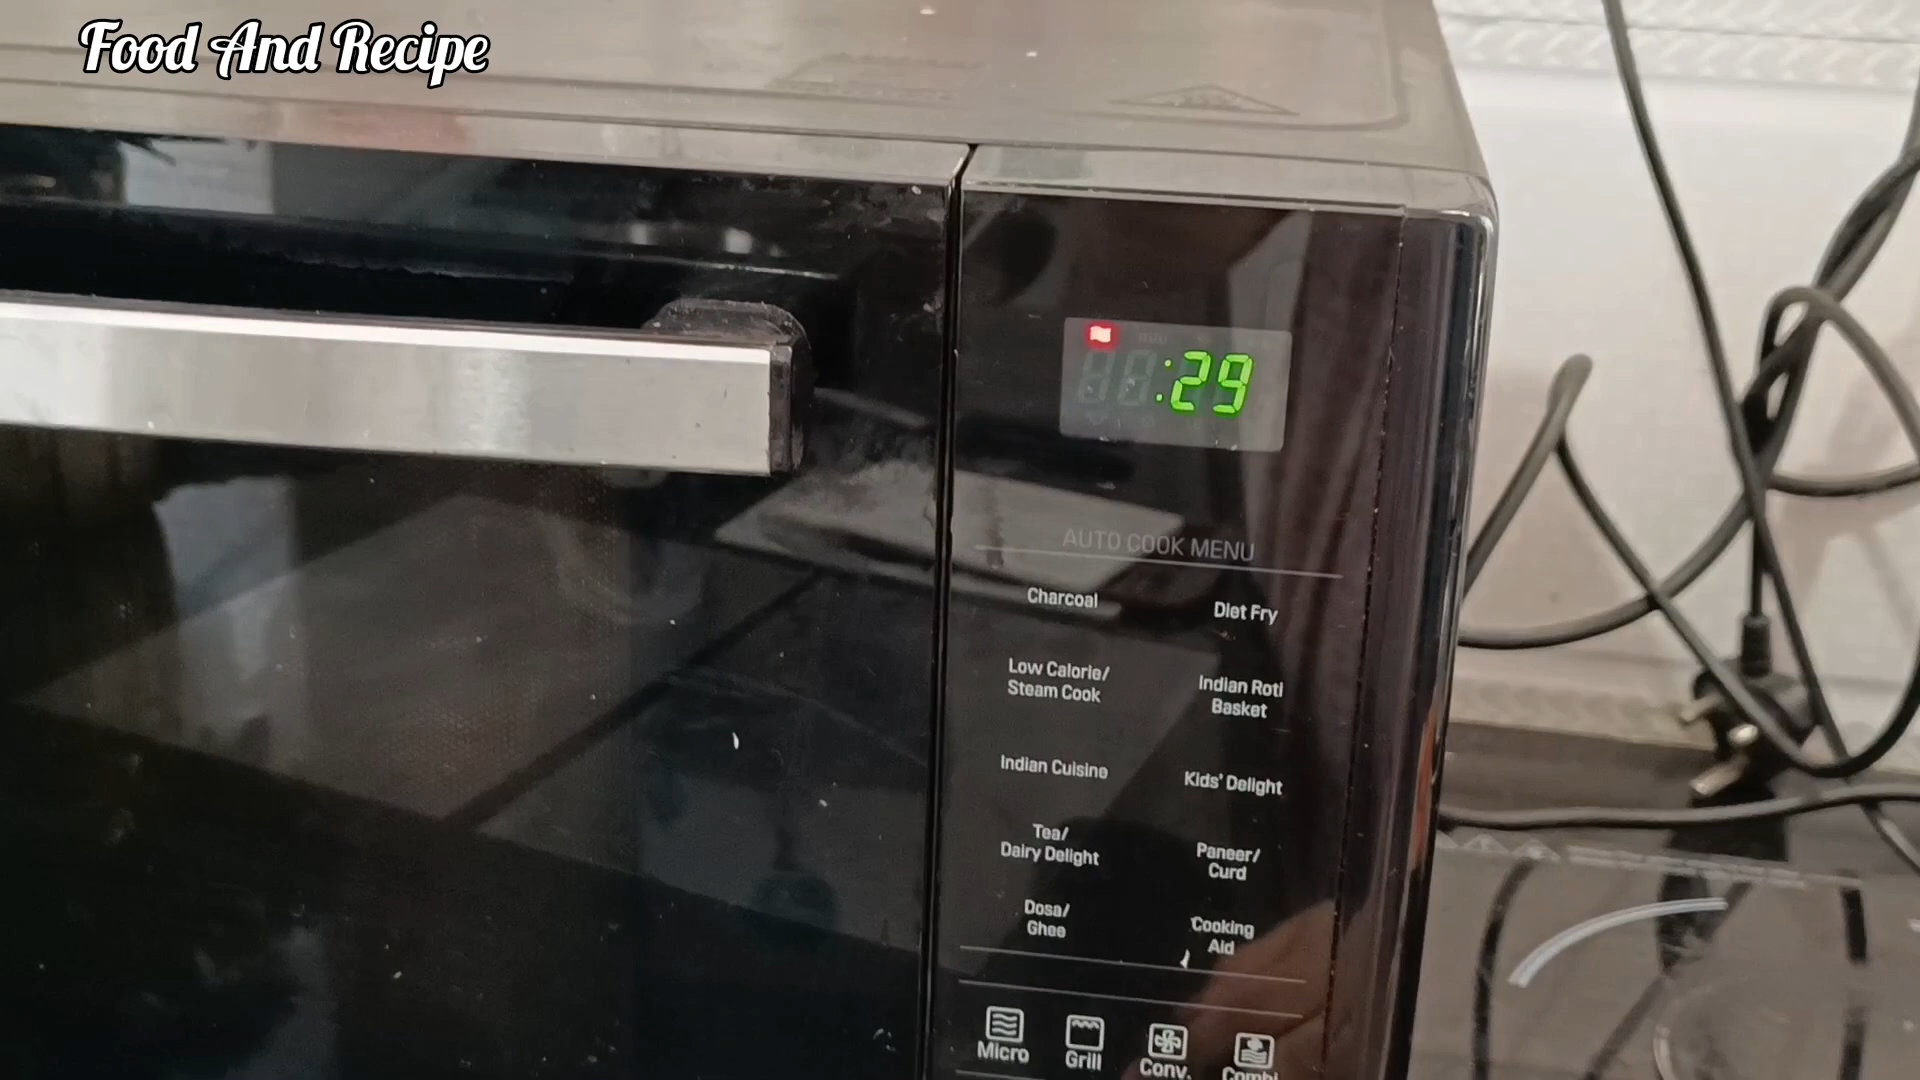 Food And Recipe
:29
AUTO COOK MENU
Charcoal
Diet Fry
Low Calorie/
Steam Cook
Indian Roti
Basket
Indian Cuisine
Kids' Delight
Tea/
Dairy Delight
Paneer/
Curd
Dosa/
Ghee
Cooking
Aid
Micro
Grill
Conv.
Combi